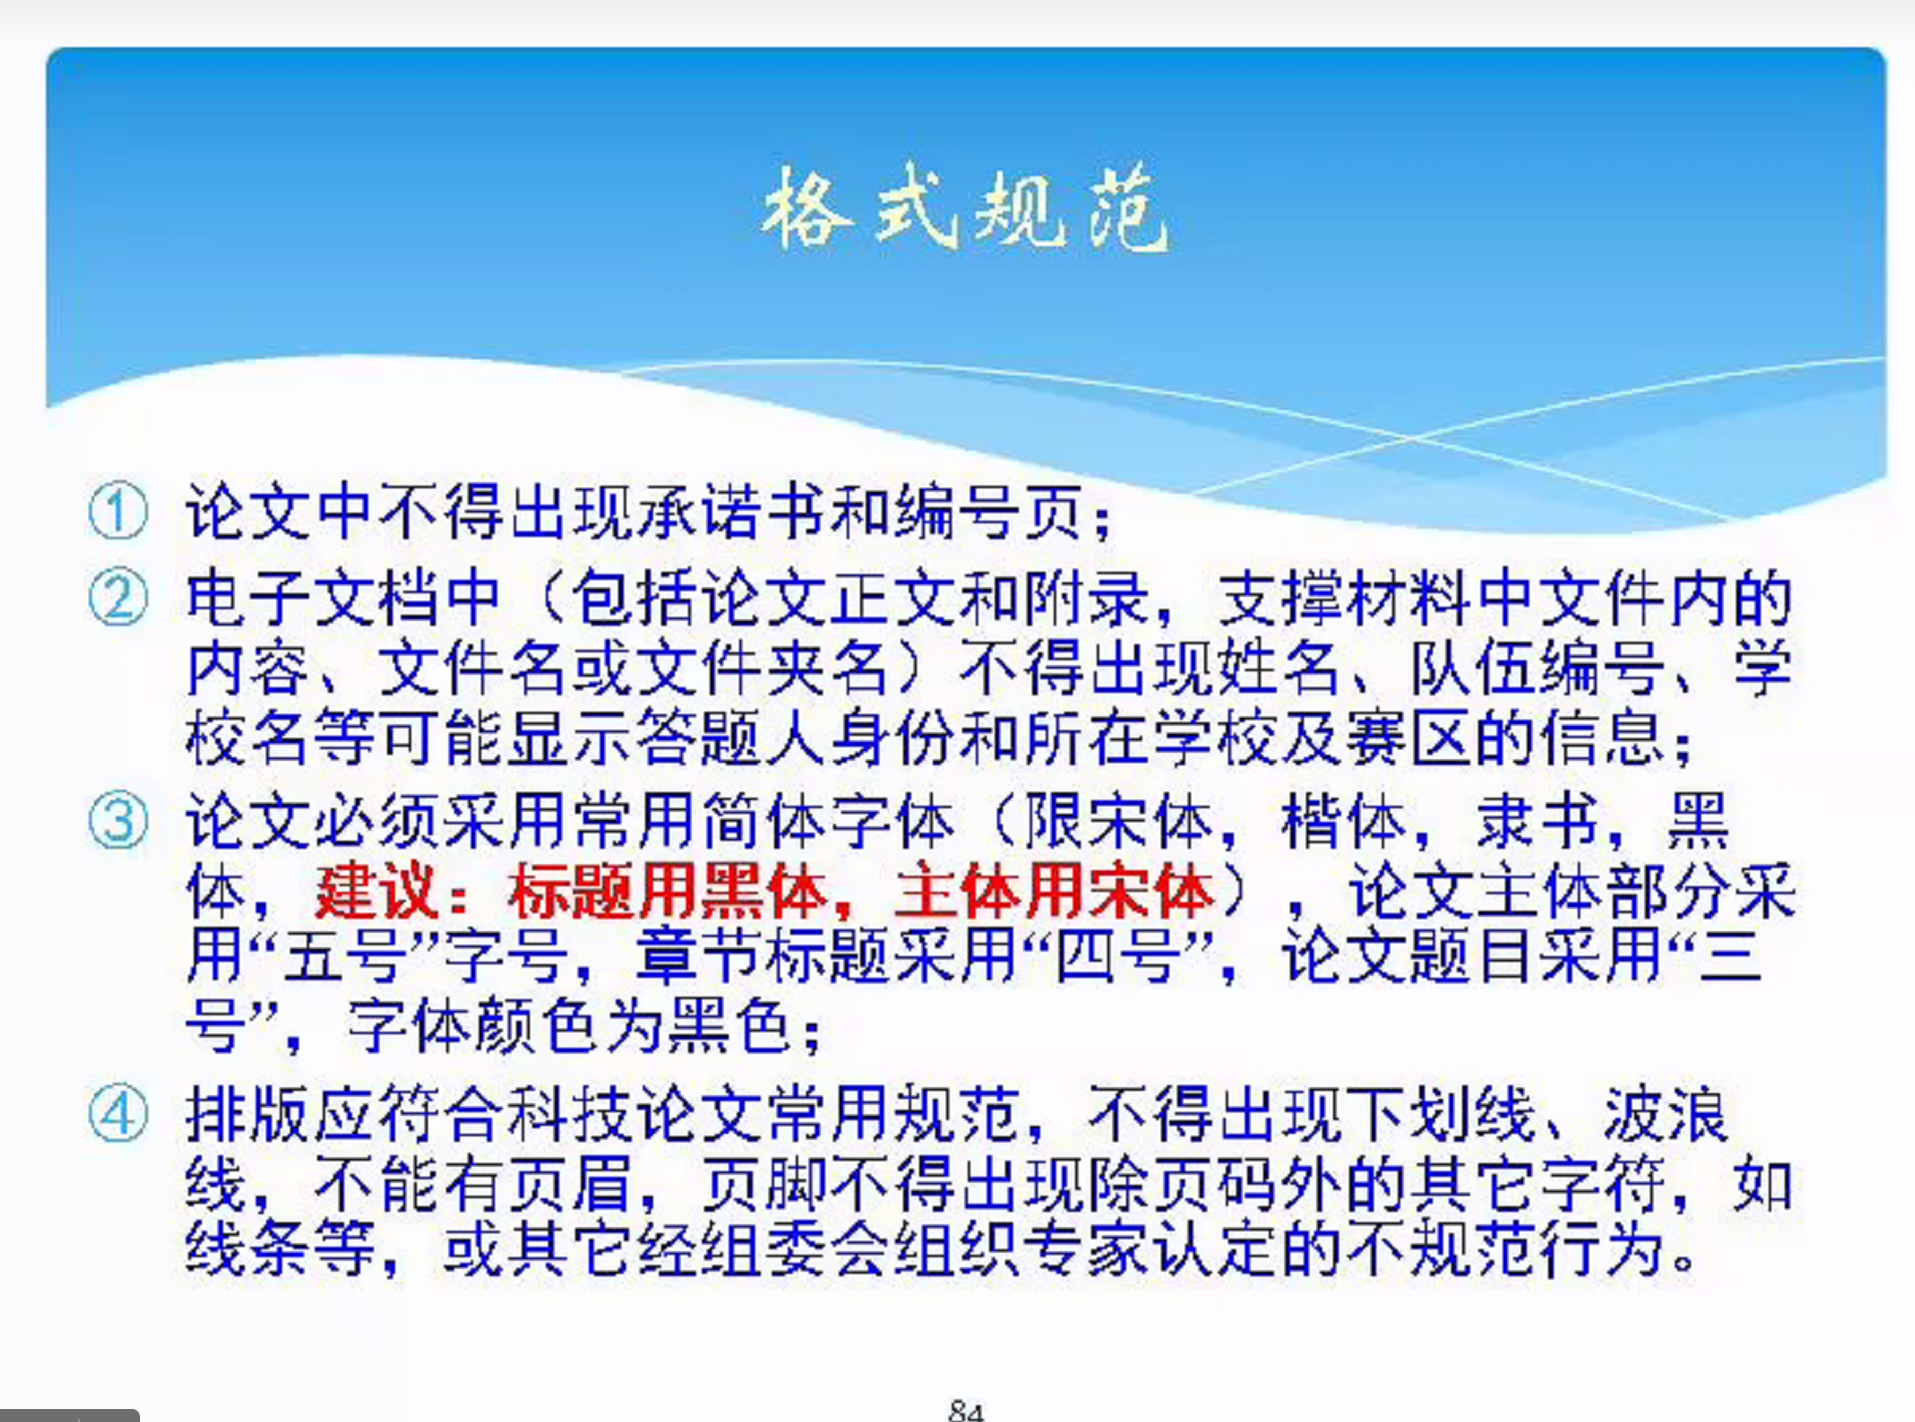 格式规范
① 论文中不得出现承诺书和编号页；
② 电子文档中（包括论文正文和附录，支撑材料中文件内的
内容、文件名或文件夹名）不得出现姓名、队伍编号、学
校名等可能显示答题人身份和所在学校及赛区的信息；
③ 论文必须采用常用简体字体（限宋体，楷体，隶书，黑
体，建议：标题用黑体，主体用宋体），论文主体部分采
用“五号”字号，章节标题采用“四号”，论文题目采用“三
号”，字体颜色为黑色；
④ 排版应符合科技论文常用规范，不得出现下划线、波浪
线，不能有页眉，页脚不得出现除页码外的其它字符，如
线条等，或其它经组委会组织专家认定的不规范行为。
84